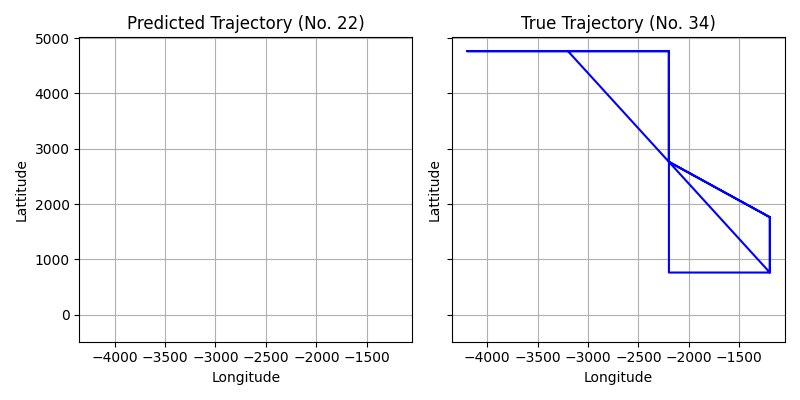 Predicted Trajectory (No. 22)
5000
4000
3000
2000
1000
0
Lattitude
−4000 −3500 −3000 −2500 −2000 −1500
Longitude
True Trajectory (No. 34)
Lattitude
−4000 −3500 −3000 −2500 −2000 −1500
Longitude